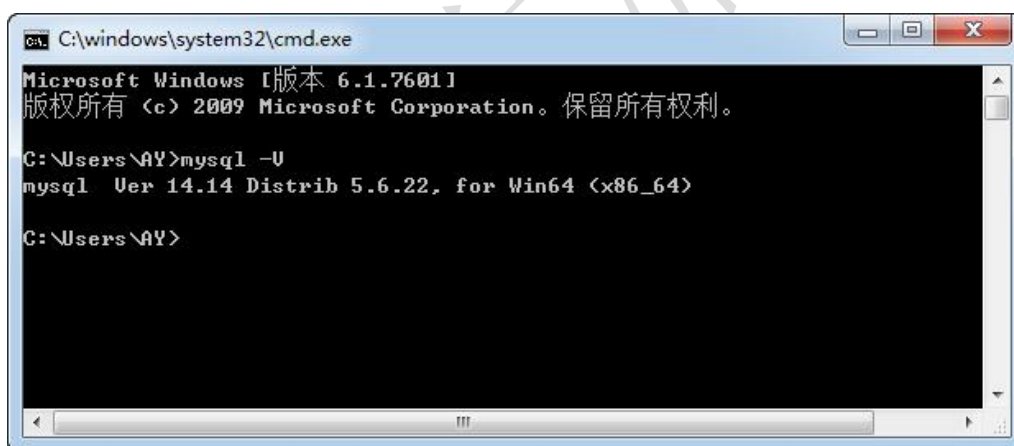 C:\windows\system32\cmd.exe
Microsoft Windows [版本 6.1.7601]
版权所有 (c) 2009 Microsoft Corporation。保留所有权利。
C:\Users\AY>mysql -V
mysql  Ver 14.14 Distrib 5.6.22, for Win64 (x86_64)
C:\Users\AY>